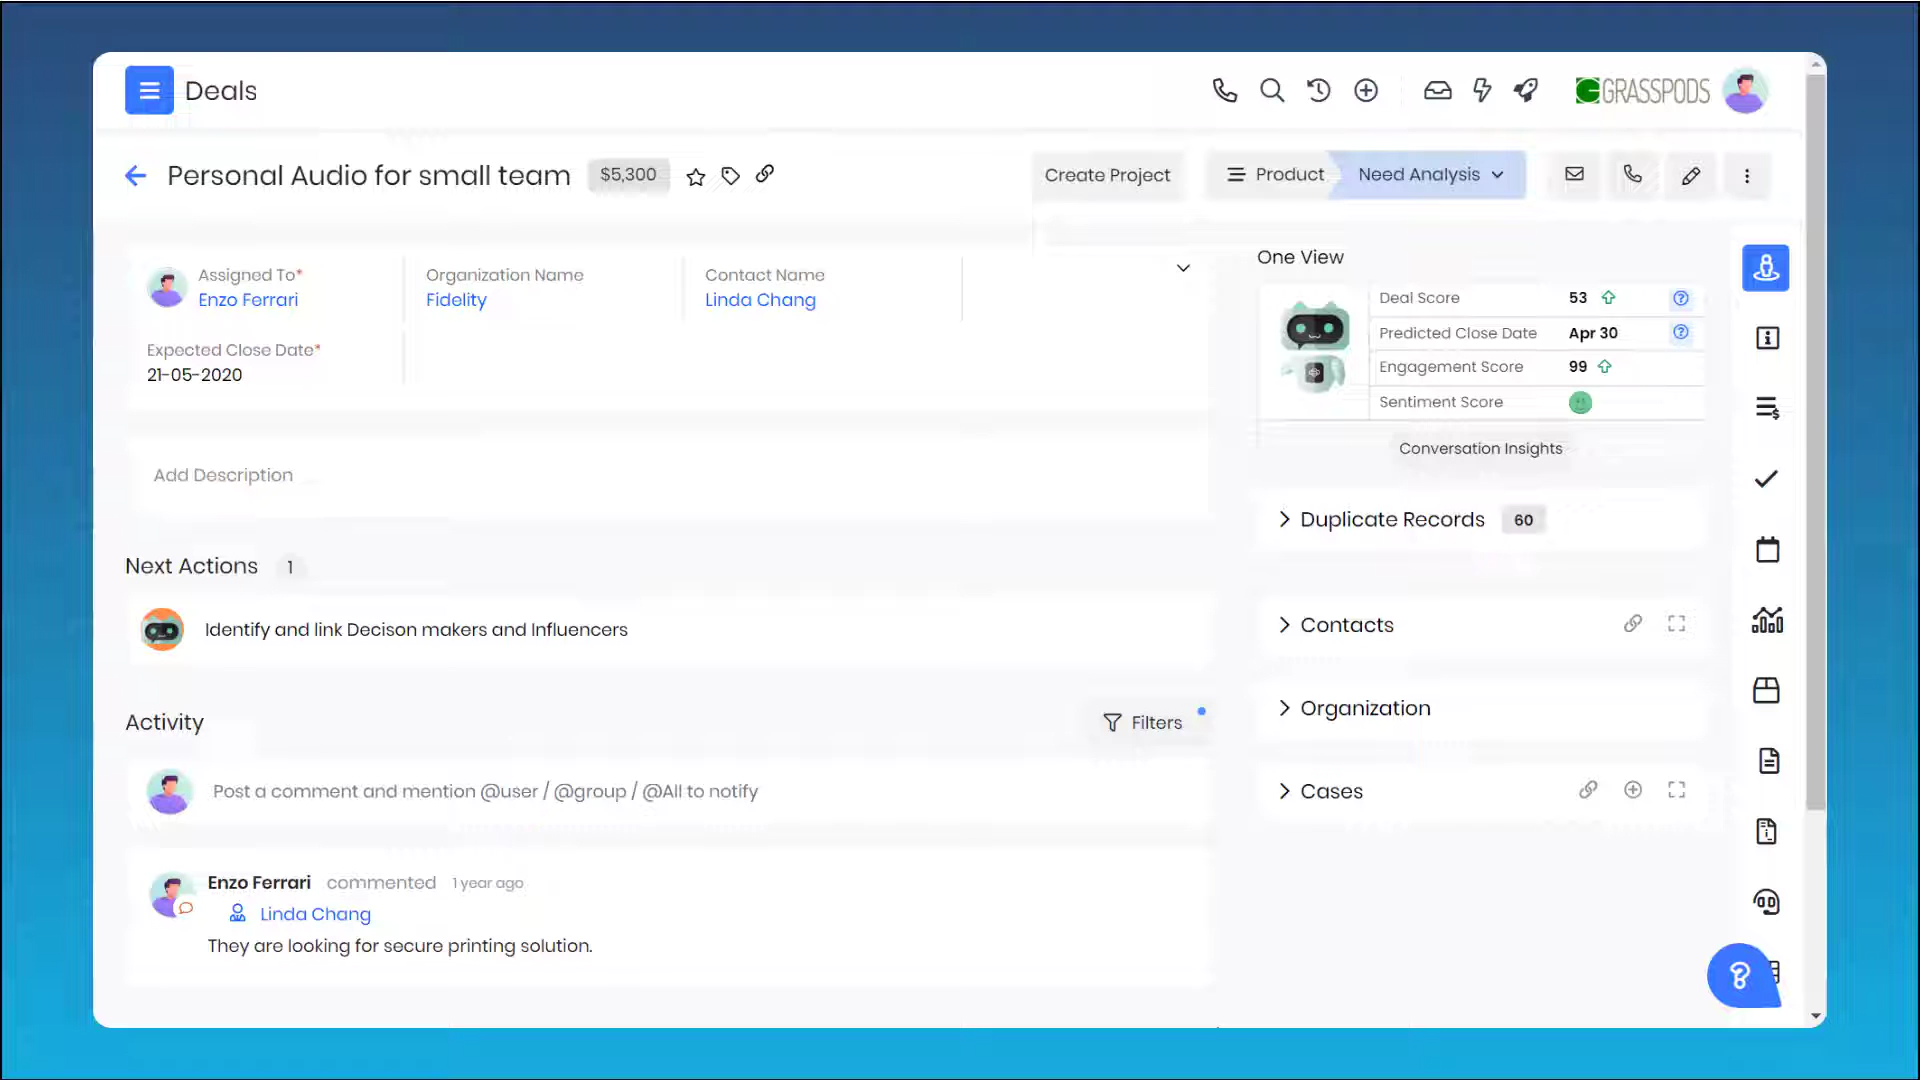 Deals
GRASSPODS
Personal Audio for small team $5,300
Create Project
Product Need Analysis
Assigned To*
Enzo Ferrari
Organization Name
Fidelity
Contact Name
Linda Chang
Expected Close Date*
21-05-2020
Add Description
Next Actions 1
Identify and link Decison makers and Influencers
Activity
Filters
Post a comment and mention @user / @group / @All to notify
Enzo Ferrari commented 1 year ago
Linda Chang
They are looking for secure printing solution.
One View
Deal Score 53
Predicted Close Date Apr 30
Engagement Score 99
Sentiment Score
Conversation Insights
Duplicate Records 60
Contacts
Organization
Cases